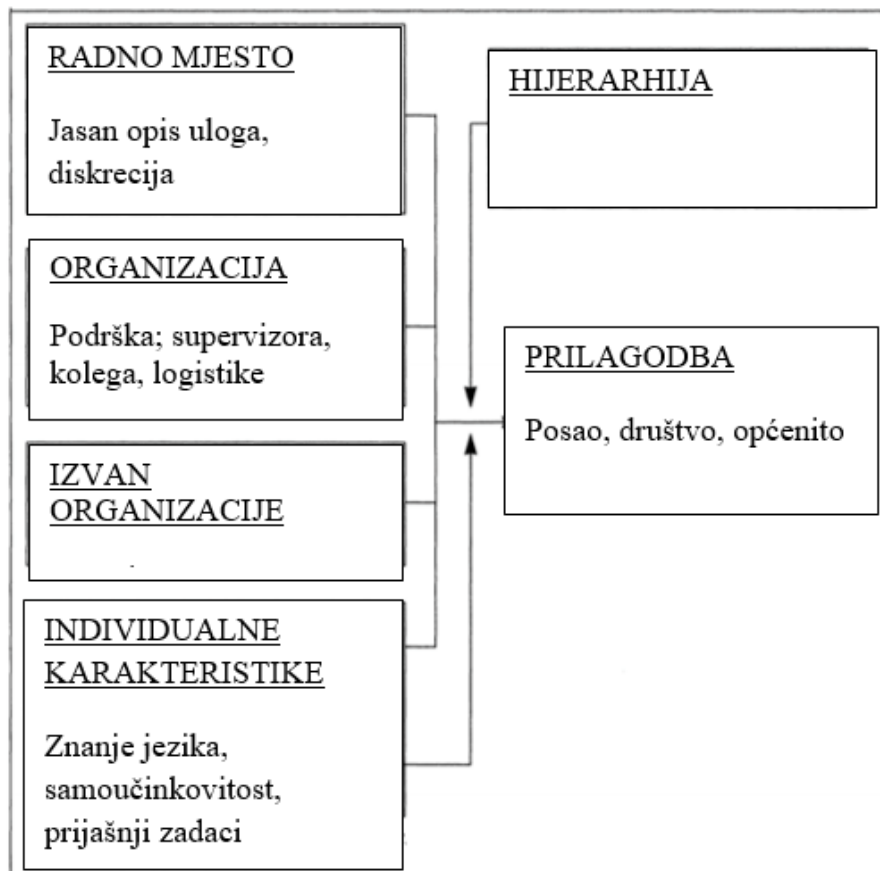 RADNO MJESTO
Jasan opis uloga,
diskrecija
ORGANIZACIJA
Podrška; supervizora,
kolega, logistike
IZVAN
ORGANIZACIJE
INDIVIDUALNE
KARAKTERISTIKE
Znanje jezika,
samoučinkovitost,
prijašnji zadaci
HIJERARHIJA
PRILAGODBA
Posao, društvo, općenito